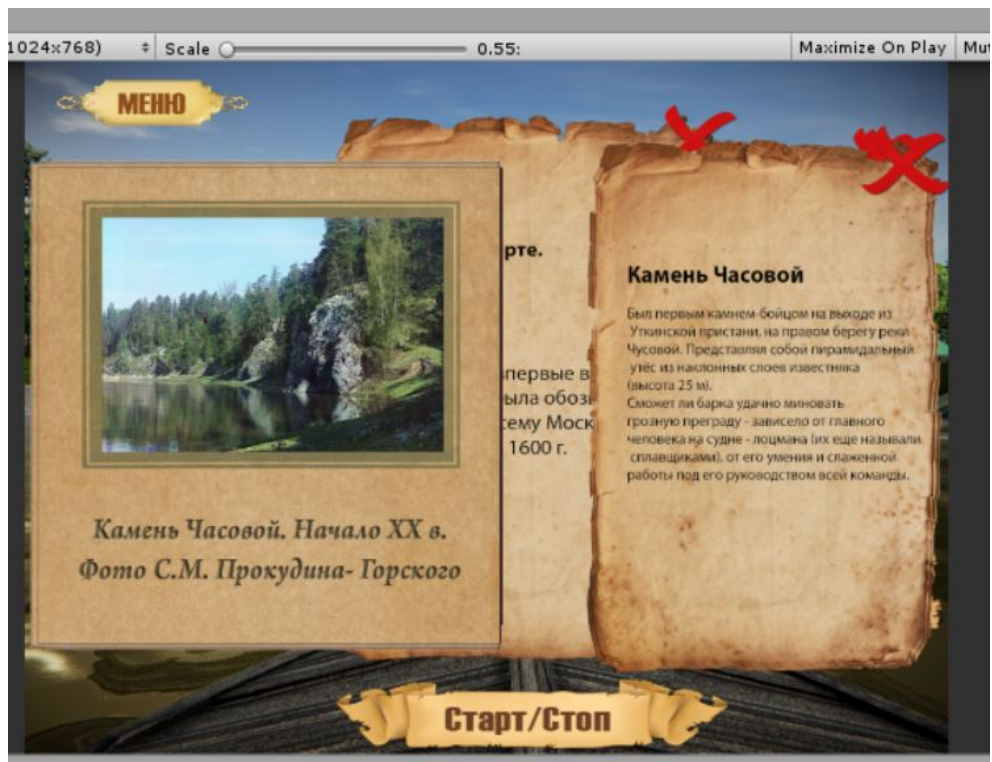 1024x768)
Scale
0.55:
Maximize On Play
Mut
МЕНЮ
рте.
первые в
ыла обоз
сему Моск
1600 г.
Камень Часовой. Начало XX в.
Фото С.М. Прокудина- Горского
Камень Часовой
Был первым камнем-бойцом на выходе из
Уткинской пристани, на правом берегу реки
Чусовой. Представлял собой пирамидальный
утёс из наклонных слоев известняка
(высота 25 м).
Сможет ли барка удачно миновать
грозную преграду - зависело от главного
человека на судне - лоцмана (их еще называли
сплавщиками), от его умения и слаженной
работы под его руководством всей команды.
Старт/Стоп